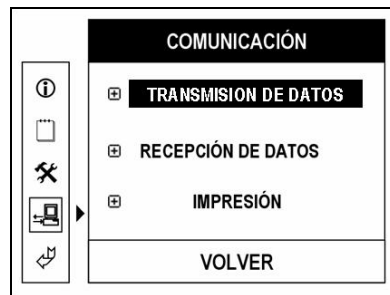 COMUNICACIÓN
TRANSMISION DE DATOS
RECEPCIÓN DE DATOS
IMPRESIÓN
VOLVER